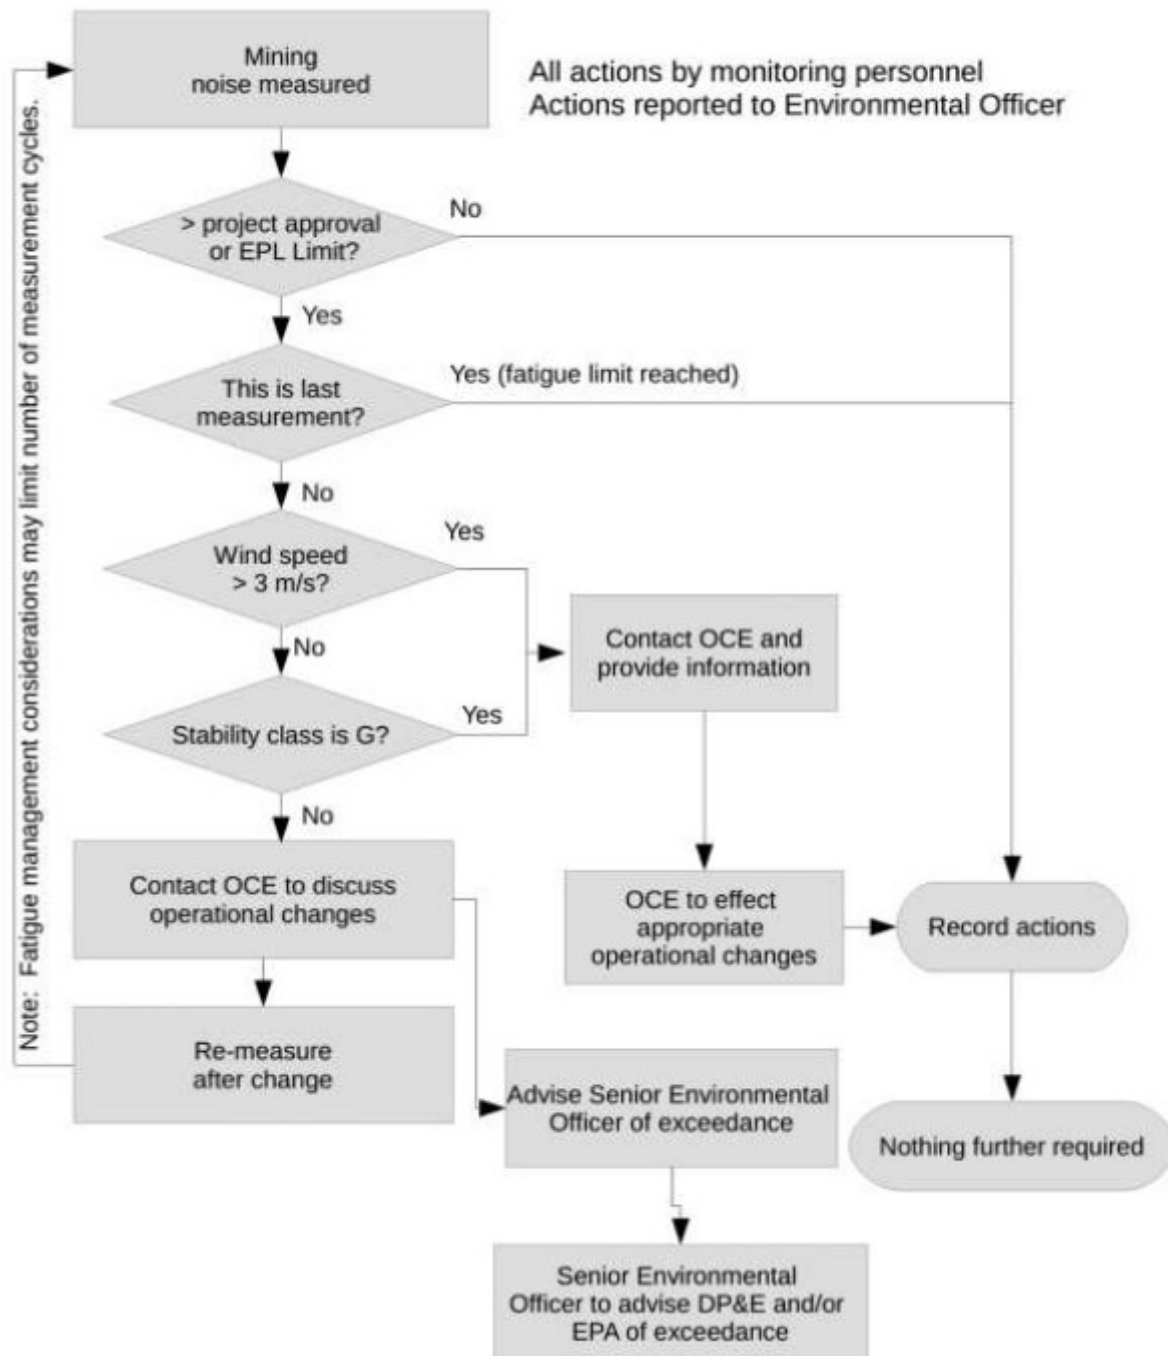 Mining
noise measured
All actions by monitoring personnel
Actions reported to Environmental Officer
Note:  Fatigue management considerations may limit number of measurement cycles.
> project approval
or EPL Limit?
No
Yes
This is last
measurement?
Yes (fatigue limit reached)
No
Wind speed
> 3 m/s?
Yes
No
Contact OCE and
provide information
Stability class is G?
Yes
No
Contact OCE to discuss
operational changes
OCE to effect
appropriate
operational changes
Record actions
Re-measure
after change
Advise Senior Environmental
Officer of exceedance
Nothing further required
Senior Environmental
Officer to advise DP&E and/or
EPA of exceedance